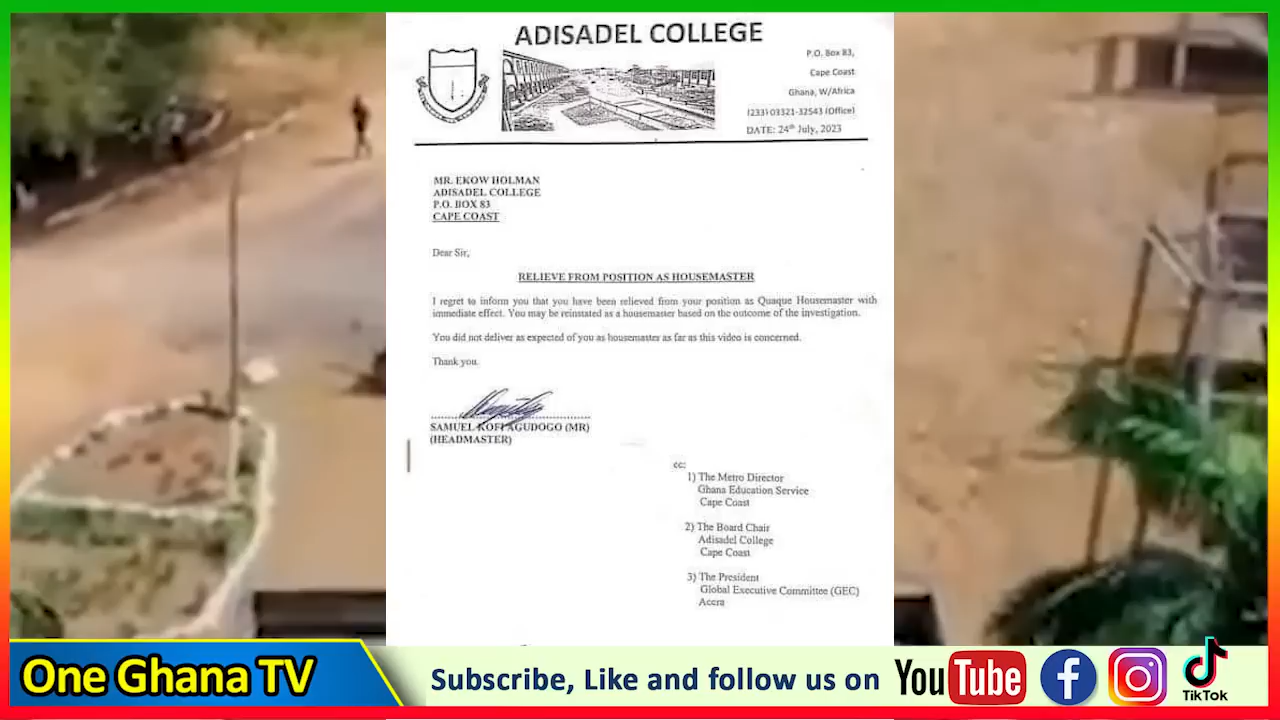 ADISADEL COLLEGE
P.O. Box 83,
Cape Coast
Ghana, W/Africa
(233) 03321-32543 (Office)
DATE: 24th July, 2023
MR. EKOW HOLMAN
ADISADEL COLLEGE
P.O. BOX 83
CAPE COAST
Dear Sir,
RELIEVE FROM POSITION AS HOUSEMASTER
I regret to inform you that you have been relieved from your position as Quaque Housemaster with
immediate effect. You may be reinstated as a housemaster based on the outcome of the investigation.
You did not deliver as expected of you as housemaster as far as this video is concerned.
Thank you.
SAMUEL KOFI AGUDOGO (MR)
(HEADMASTER)
cc:
1) The Metro Director
Ghana Education Service
Cape Coast
2) The Board Chair
Adisadel College
Cape Coast
3) The President
Global Executive Committee (GEC)
Accra
One Ghana TV
Subscribe, Like and follow us on YouTube
TikTok